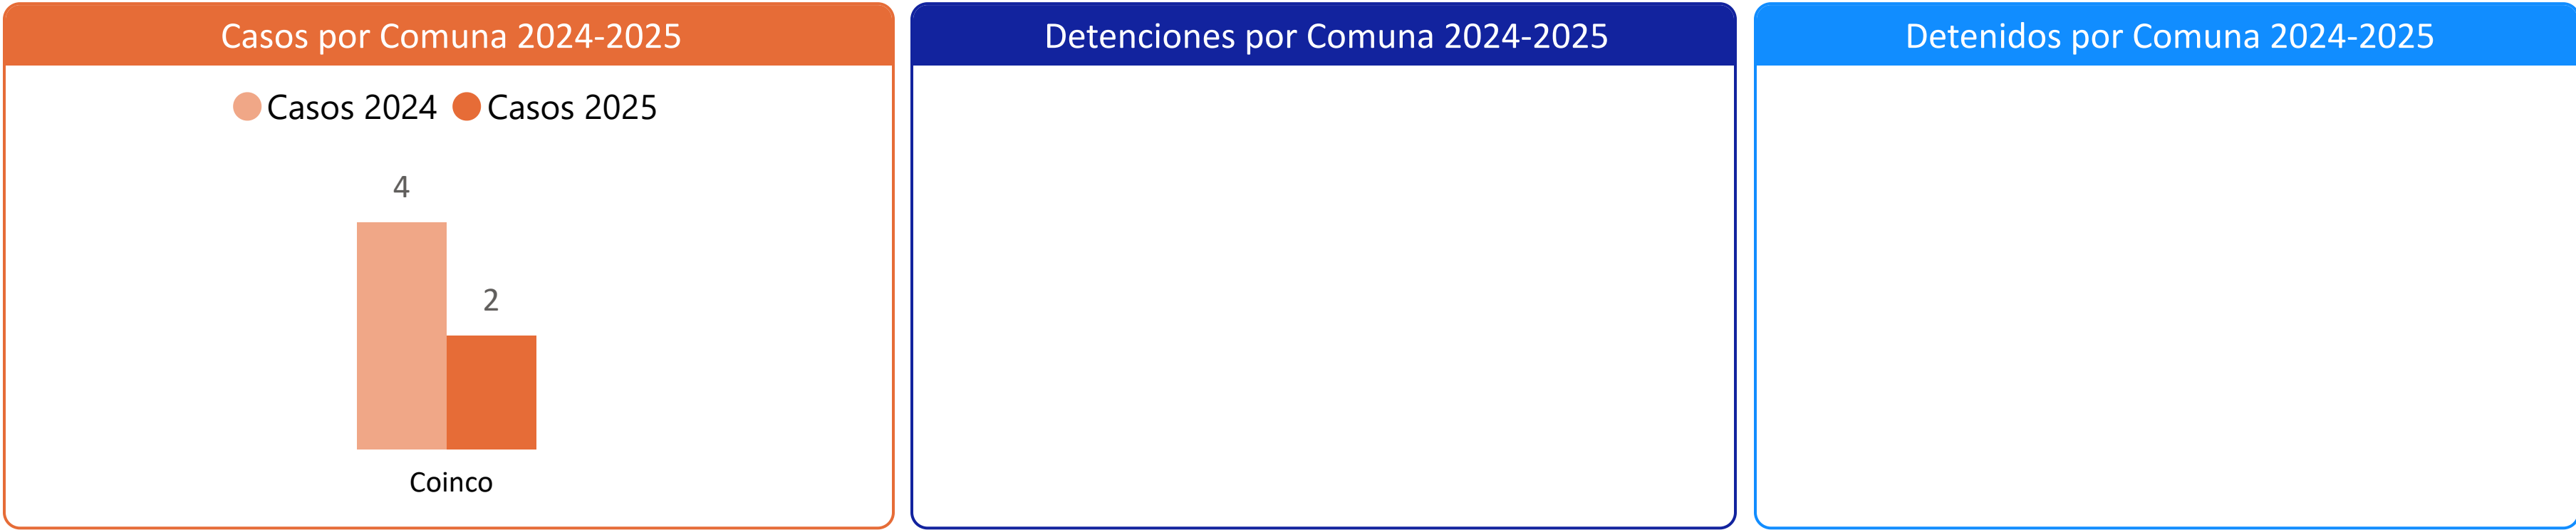 Casos por Comuna 2024-2025
Casos 2024 Casos 2025
4
2
Coinco
Detenciones por Comuna 2024-2025
Detenidos por Comuna 2024-2025